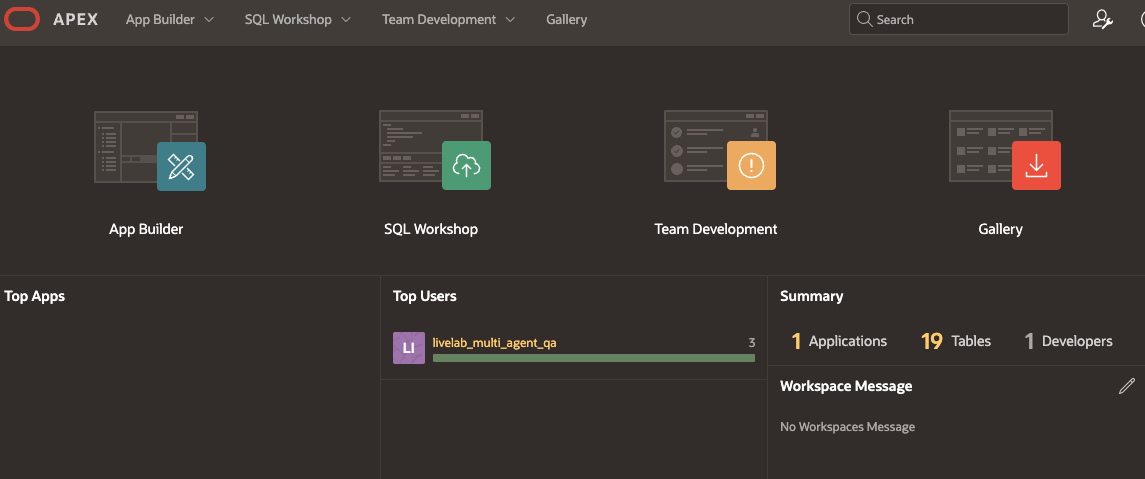 APEX App Builder SQL Workshop Team Development Gallery Search
App Builder SQL Workshop Team Development Gallery
Top Apps
Top Users
LI livelab_multi_agent_qa 3
Summary
1 Applications 19 Tables 1 Developers
Workspace Message
No Workspaces Message